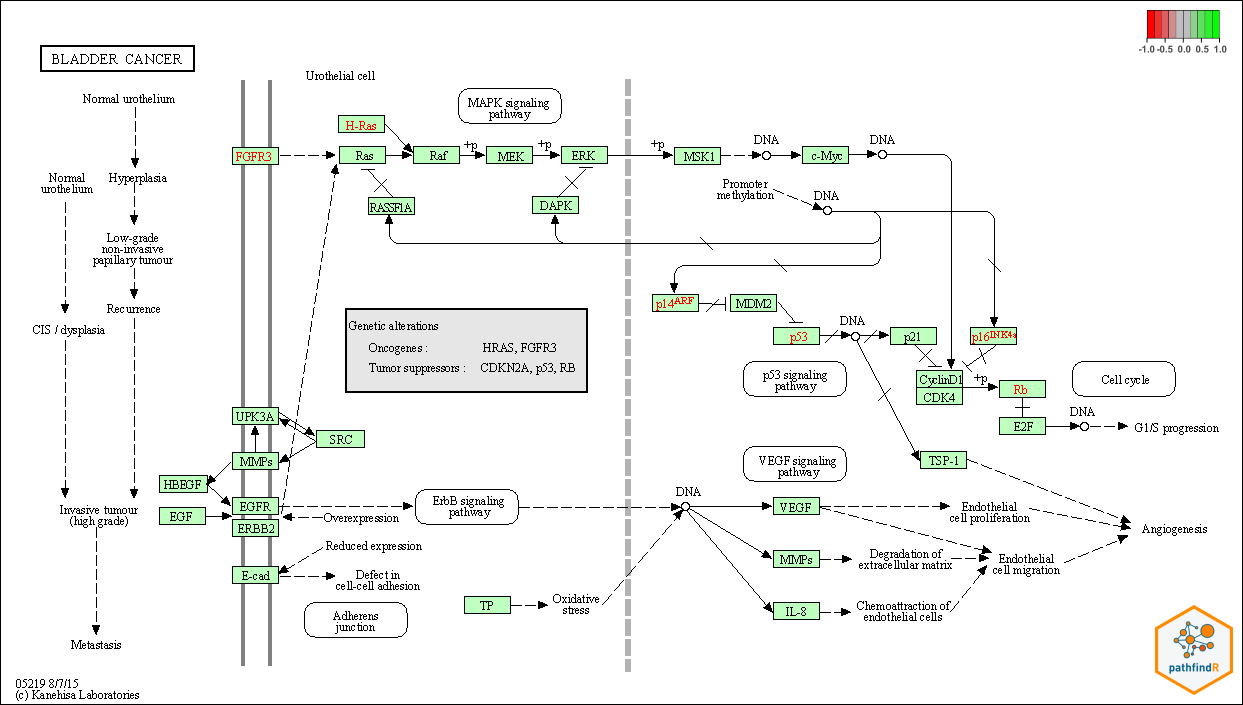 -1.0 -0.5 0.0 0.5 1.0
BLADDER CANCER
Urothelial cell
Normal urothelium
MAPK signaling
pathway
H-Ras
FGFR3
Ras
Raf
+p
MEK
+p
ERK
+p
MSK1
DNA
c-Myc
DNA
Normal
urothelium
Hyperplasia
Promoter
methylation
DNA
RASSF1A
DAPK
Low-grade
non-invasive
papillary tumour
Recurrence
CIS / dysplasia
p14ARF
MDM2
p53
DNA
p21
p16INK4a
Genetic alterations
Oncogenes : HRAS, FGFR3
Tumor suppressors : CDKN2A, p53, RB
p53 signaling
pathway
CyclinD1
CDK4
+p
Rb
Cell cycle
E2F
DNA
G1/S progression
UPK3A
SRC
MMPs
TSP-1
VEGF signaling
pathway
HBEGF
EGF
EGFR
ERBB2
Overexpression
ErbB signaling
pathway
DNA
VEGF
Endothelial
cell proliferation
Angiogenesis
Invasive tumour
(high grade)
Reduced expression
E-cad
Defect in
cell-cell adhesion
MMPs
Degradation of
extracellular matrix
Endothelial
cell migration
TP
Oxidative
stress
IL-8
Chemoattraction of
endothelial cells
Adherens
junction
Metastasis
pathfindR
05219 8/7/15
(c) Kanehisa Laboratories